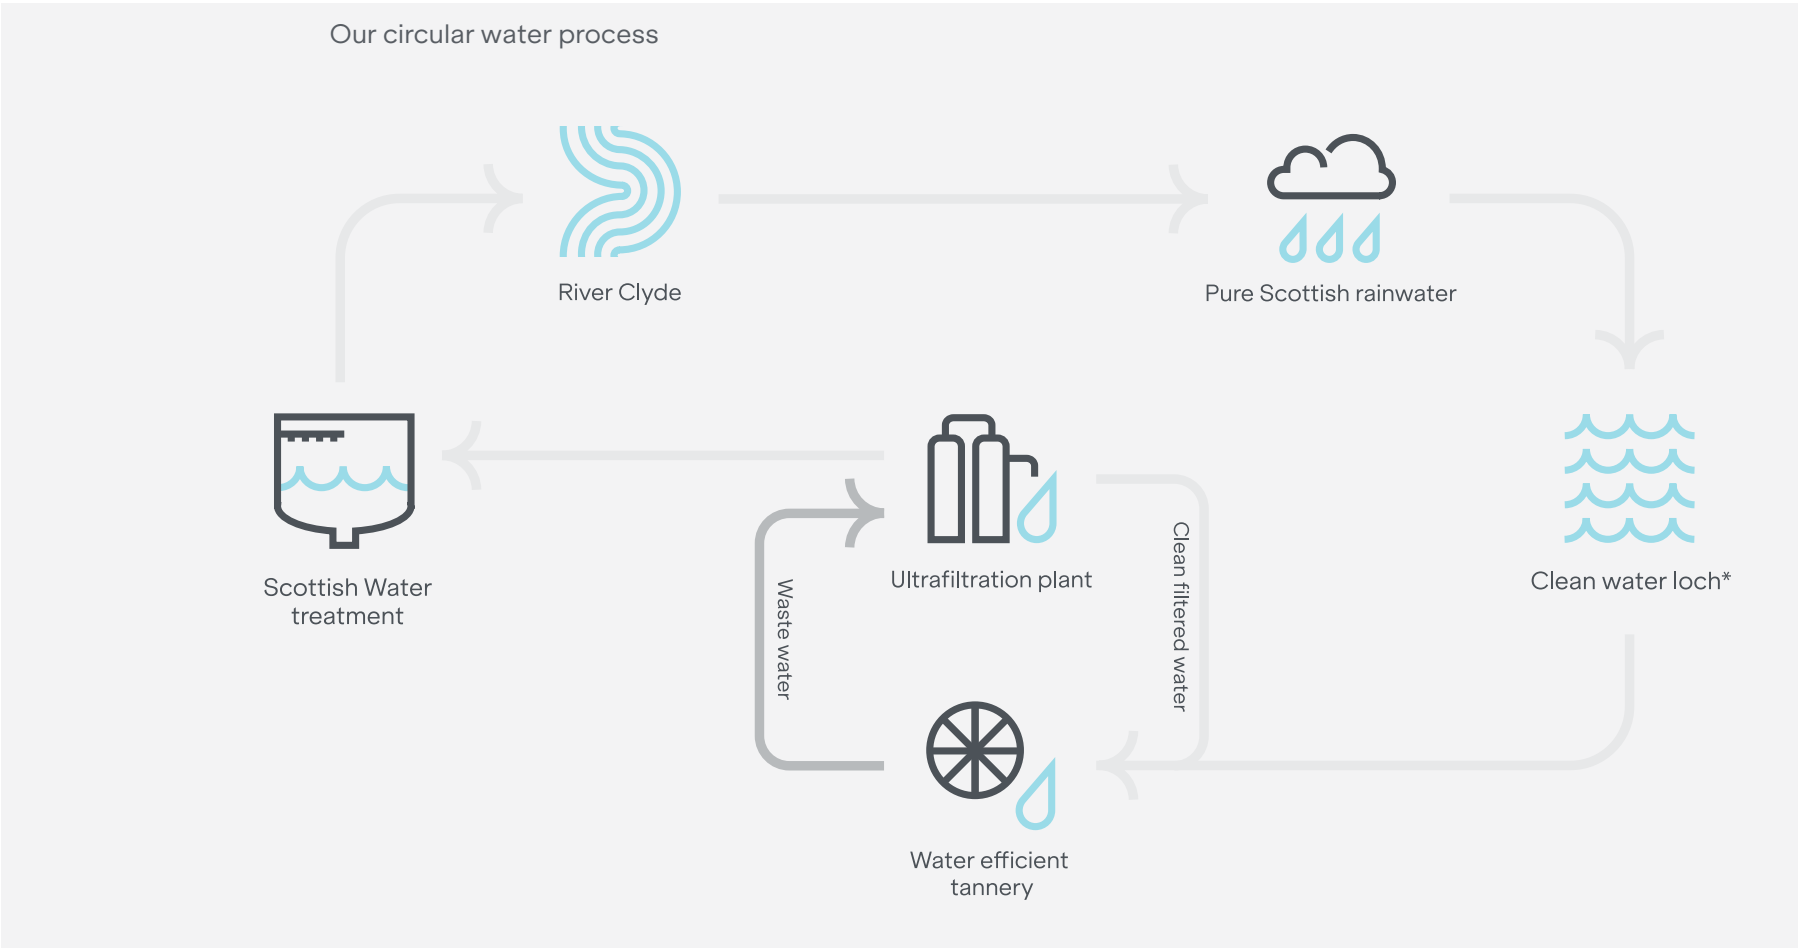 Our circular water process
River Clyde
Pure Scottish rainwater
Scottish Water
treatment
Ultrafiltration plant
Clean water loch*
Waste water
Clean filtered water
Water efficient
tannery